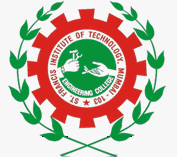 ST. FRANCIS INSTITUTE OF TECHNOLOGY, MUMBAI - 103
ENGINEERING COLLEGE